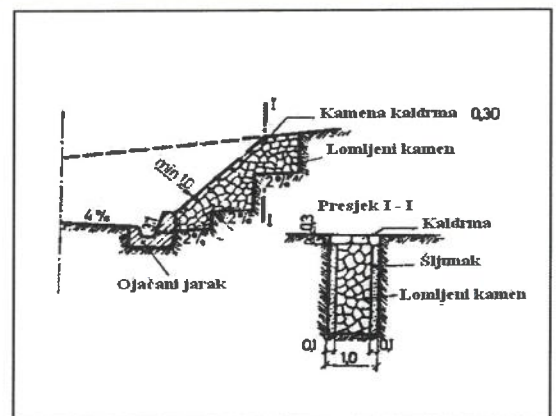 I
Kamena kaldrma 0,30
Lomljeni kamen
min 1.0
2%
4%
2%
2%
I
Ojačani jarak
Presjek I - I
Kaldrma
0.3
Šljunak
Lomljeni kamen
0,1
0,1
1,0